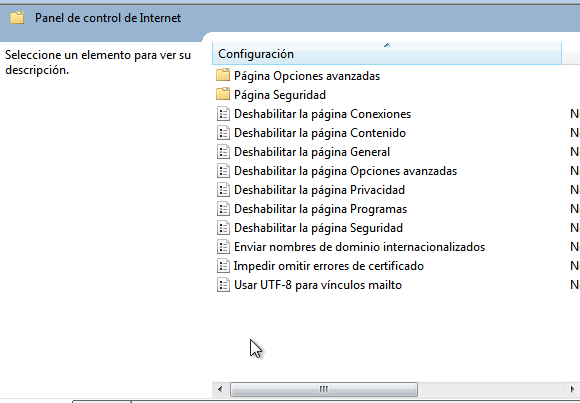 Panel de control de Internet
Seleccione un elemento para ver su
descripción.
Configuración
Página Opciones avanzadas
Página Seguridad
Deshabilitar la página Conexiones
Deshabilitar la página Contenido
Deshabilitar la página General
Deshabilitar la página Opciones avanzadas
Deshabilitar la página Privacidad
Deshabilitar la página Programas
Deshabilitar la página Seguridad
Enviar nombres de dominio internacionalizados
Impedir omitir errores de certificado
Usar UTF-8 para vínculos mailto